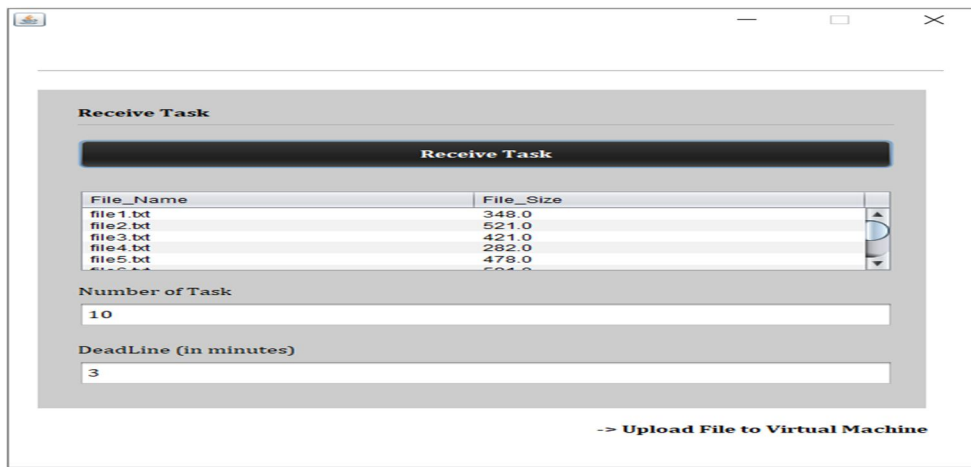 Receive Task
Receive Task
File_Name File_Size
file1.txt 348.0
file2.txt 521.0
file3.txt 421.0
file4.txt 282.0
file5.txt 478.0
Number of Task
10
DeadLine (in minutes)
3
-> Upload File to Virtual Machine